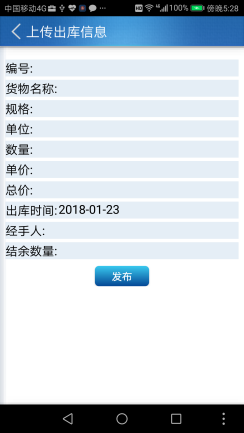 中国移动4G 100% 傍晚5:28
上传出库信息
编号:
货物名称:
规格:
单位:
数量:
单价:
总价:
出库时间: 2018-01-23
经手人:
结余数量:
发布